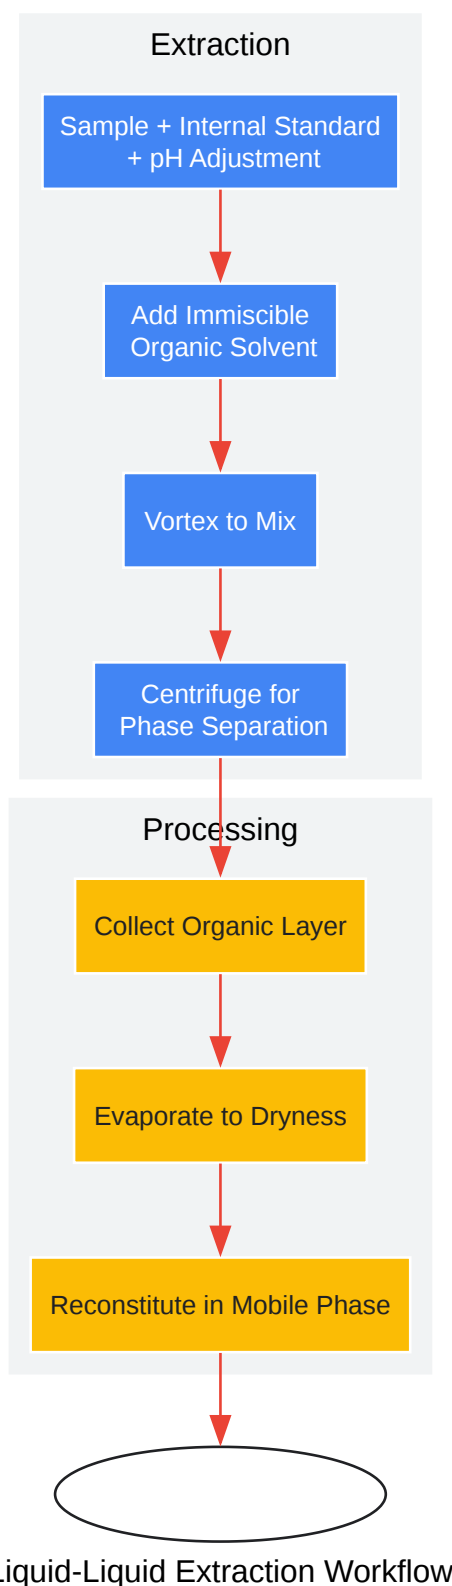 Extraction
Sample + Internal Standard
+ pH Adjustment
Add Immiscible
Organic Solvent
Vortex to Mix
Centrifuge for
Phase Separation
Processing
Collect Organic Layer
Evaporate to Dryness
Reconstitute in Mobile Phase
Liquid-Liquid Extraction Workflow